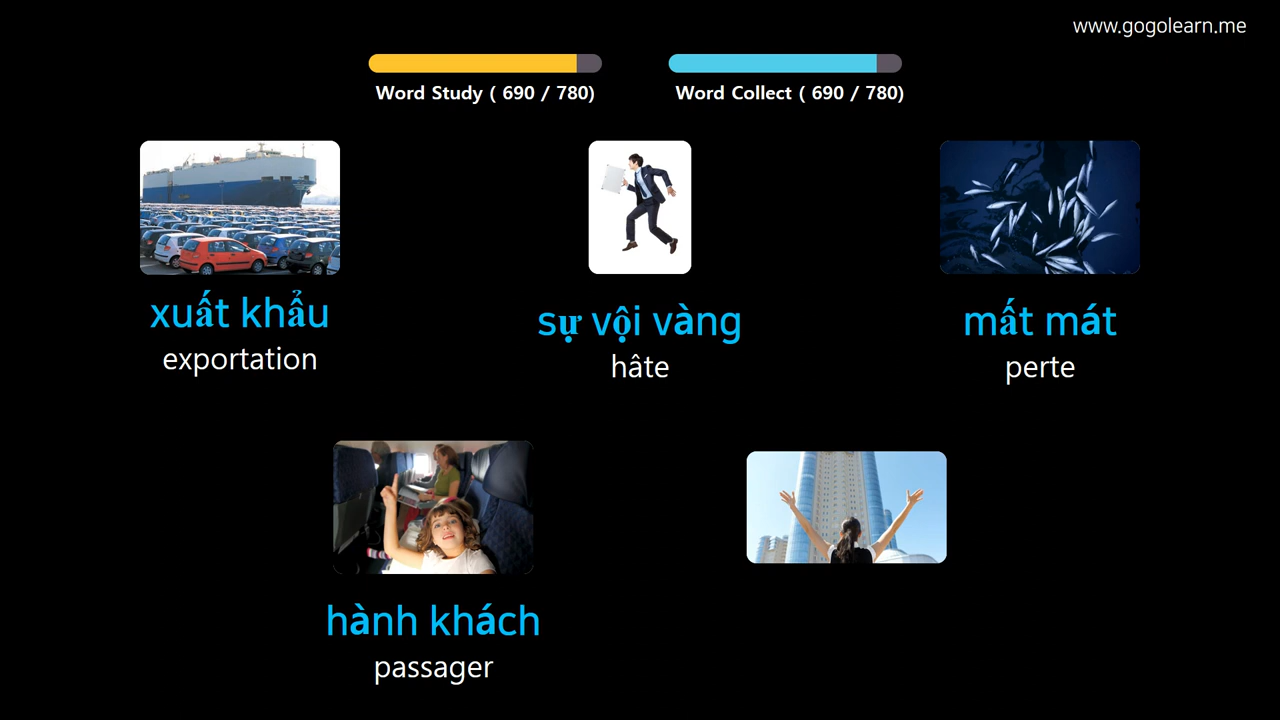 www.gogolearn.me
Word Study ( 690 / 780)
Word Collect ( 690 / 780)
xuất khẩu
exportation
sự vội vàng
hâte
mất mát
perte
hành khách
passager